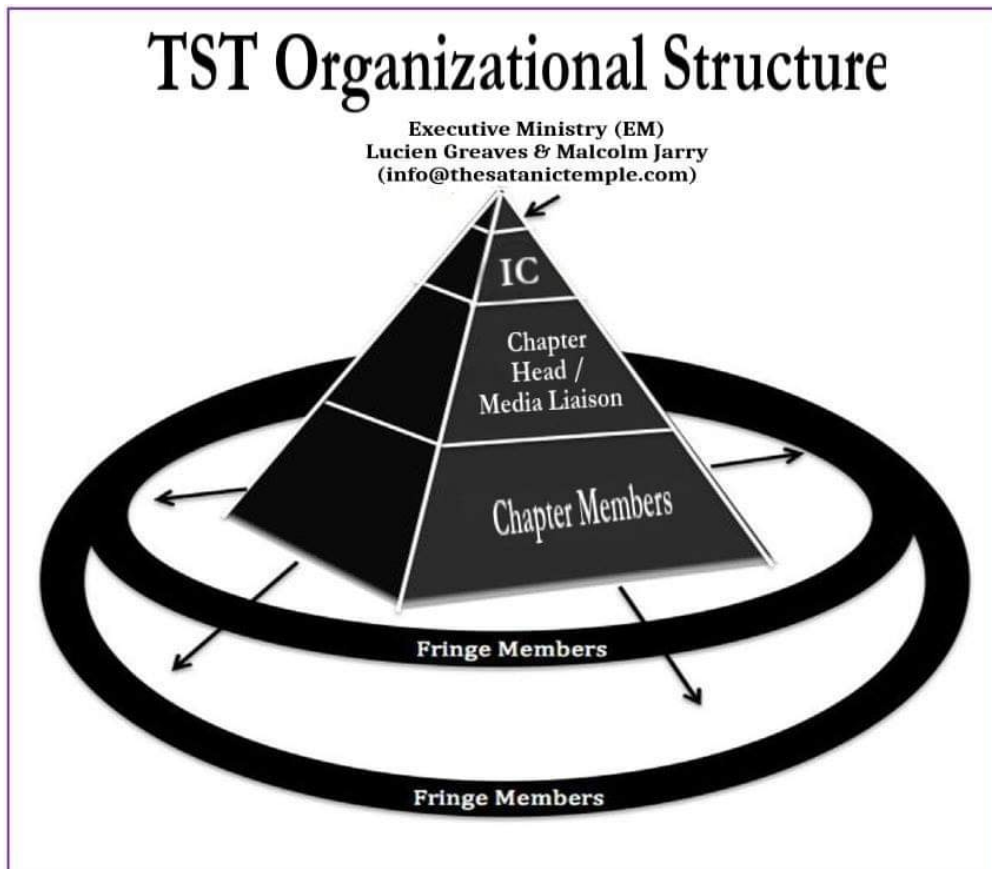 TST Organizational Structure
Executive Ministry (EM)
Lucien Greaves & Malcolm Jarry
(info@thesatanictemple.com)
IC
Chapter
Head /
Media Liaison
Chapter Members
Fringe Members
Fringe Members